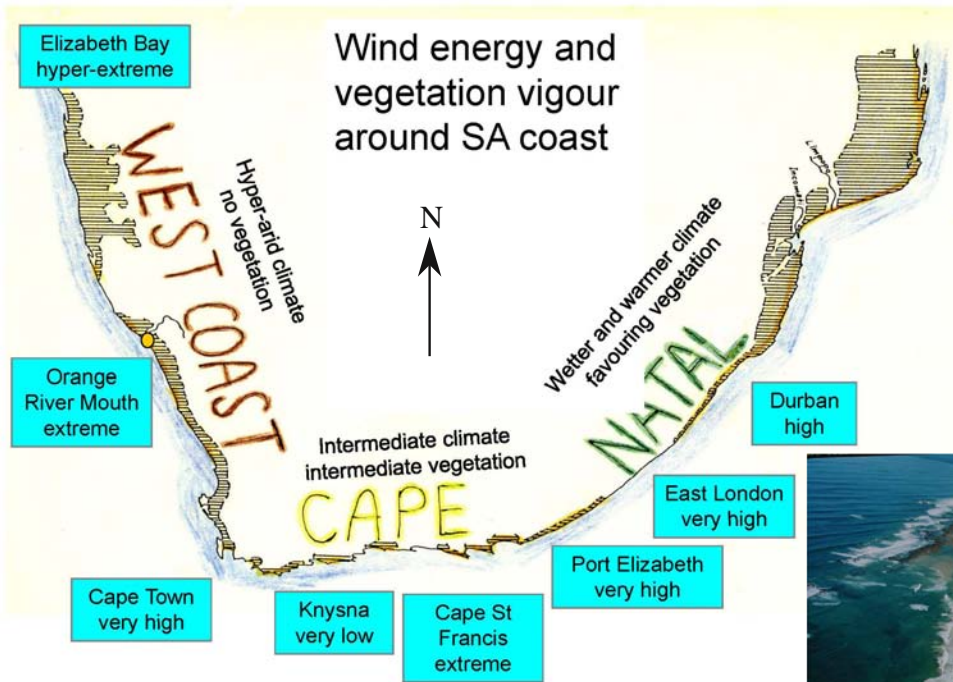 Elizabeth Bay
hyper-extreme
Wind energy and
vegetation vigour
around SA coast
WEST COAST
Hyper-arid climate
no vegetation
N
Limpopo
Incomati
Wetter and warmer climate
favouring vegetation
NATAL
Orange
River Mouth
extreme
Intermediate climate
intermediate vegetation
CAPE
Durban
high
East London
very high
Port Elizabeth
very high
Cape Town
very high
Knysna
very low
Cape St
Francis
extreme